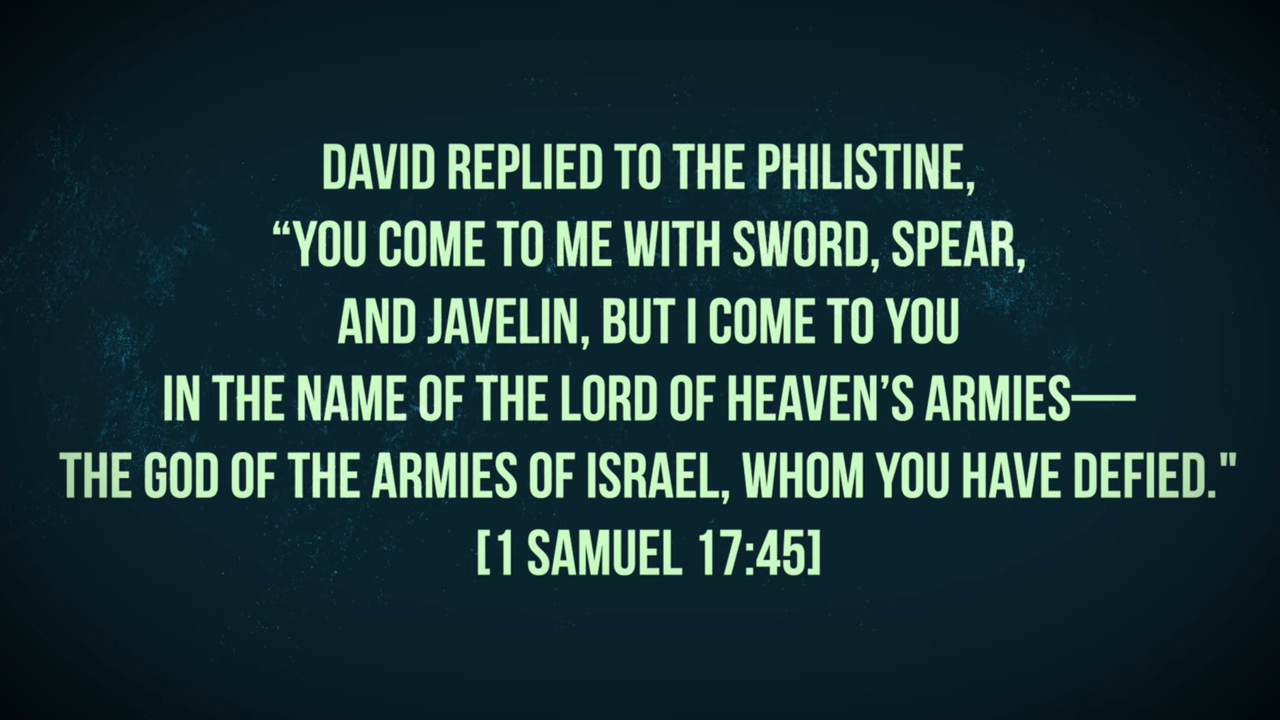 DAVID REPLIED TO THE PHILISTINE,
“YOU COME TO ME WITH SWORD, SPEAR,
AND JAVELIN, BUT I COME TO YOU
IN THE NAME OF THE LORD OF HEAVEN’S ARMIES—
THE GOD OF THE ARMIES OF ISRAEL, WHOM YOU HAVE DEFIED."
[1 SAMUEL 17:45]